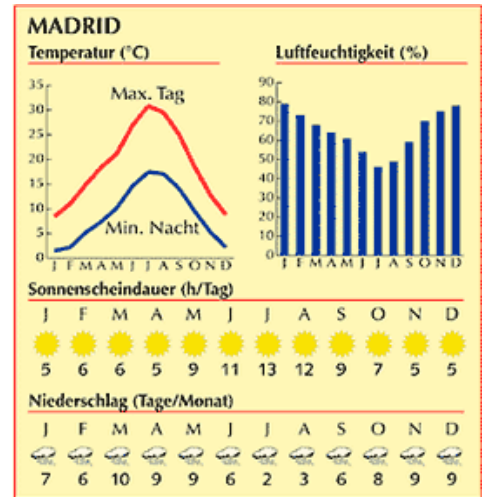 MADRID
Temperatur (°C)
35
30
25
20
15
10
5
0
Max. Tag
Min. Nacht
J F M A M J J A S O N D
Luftfeuchtigkeit (%)
90
80
70
60
50
40
30
20
10
0
J F M A M J J A S O N D
Sonnenscheindauer (h/Tag)
J F M A M J J A S O N D
5 6 6 5 9 11 13 12 9 7 5 5
Niederschlag (Tage/Monat)
J F M A M J J A S O N D
7 6 10 9 9 6 2 3 6 8 9 9